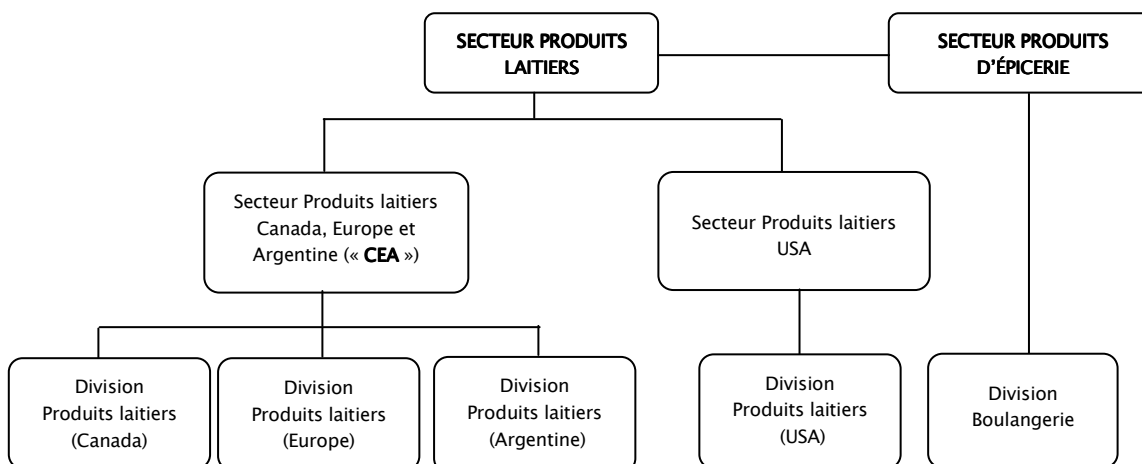 SECTEUR PRODUITS
LAITIERS
SECTEUR PRODUITS
D’ÉPICERIE
Secteur Produits laitiers
Canada, Europe et
Argentine (« CEA »)
Secteur Produits laitiers
USA
Division
Produits laitiers
(Canada)
Division
Produits laitiers
(Europe)
Division
Produits laitiers
(Argentine)
Division
Produits laitiers
(USA)
Division
Boulangerie